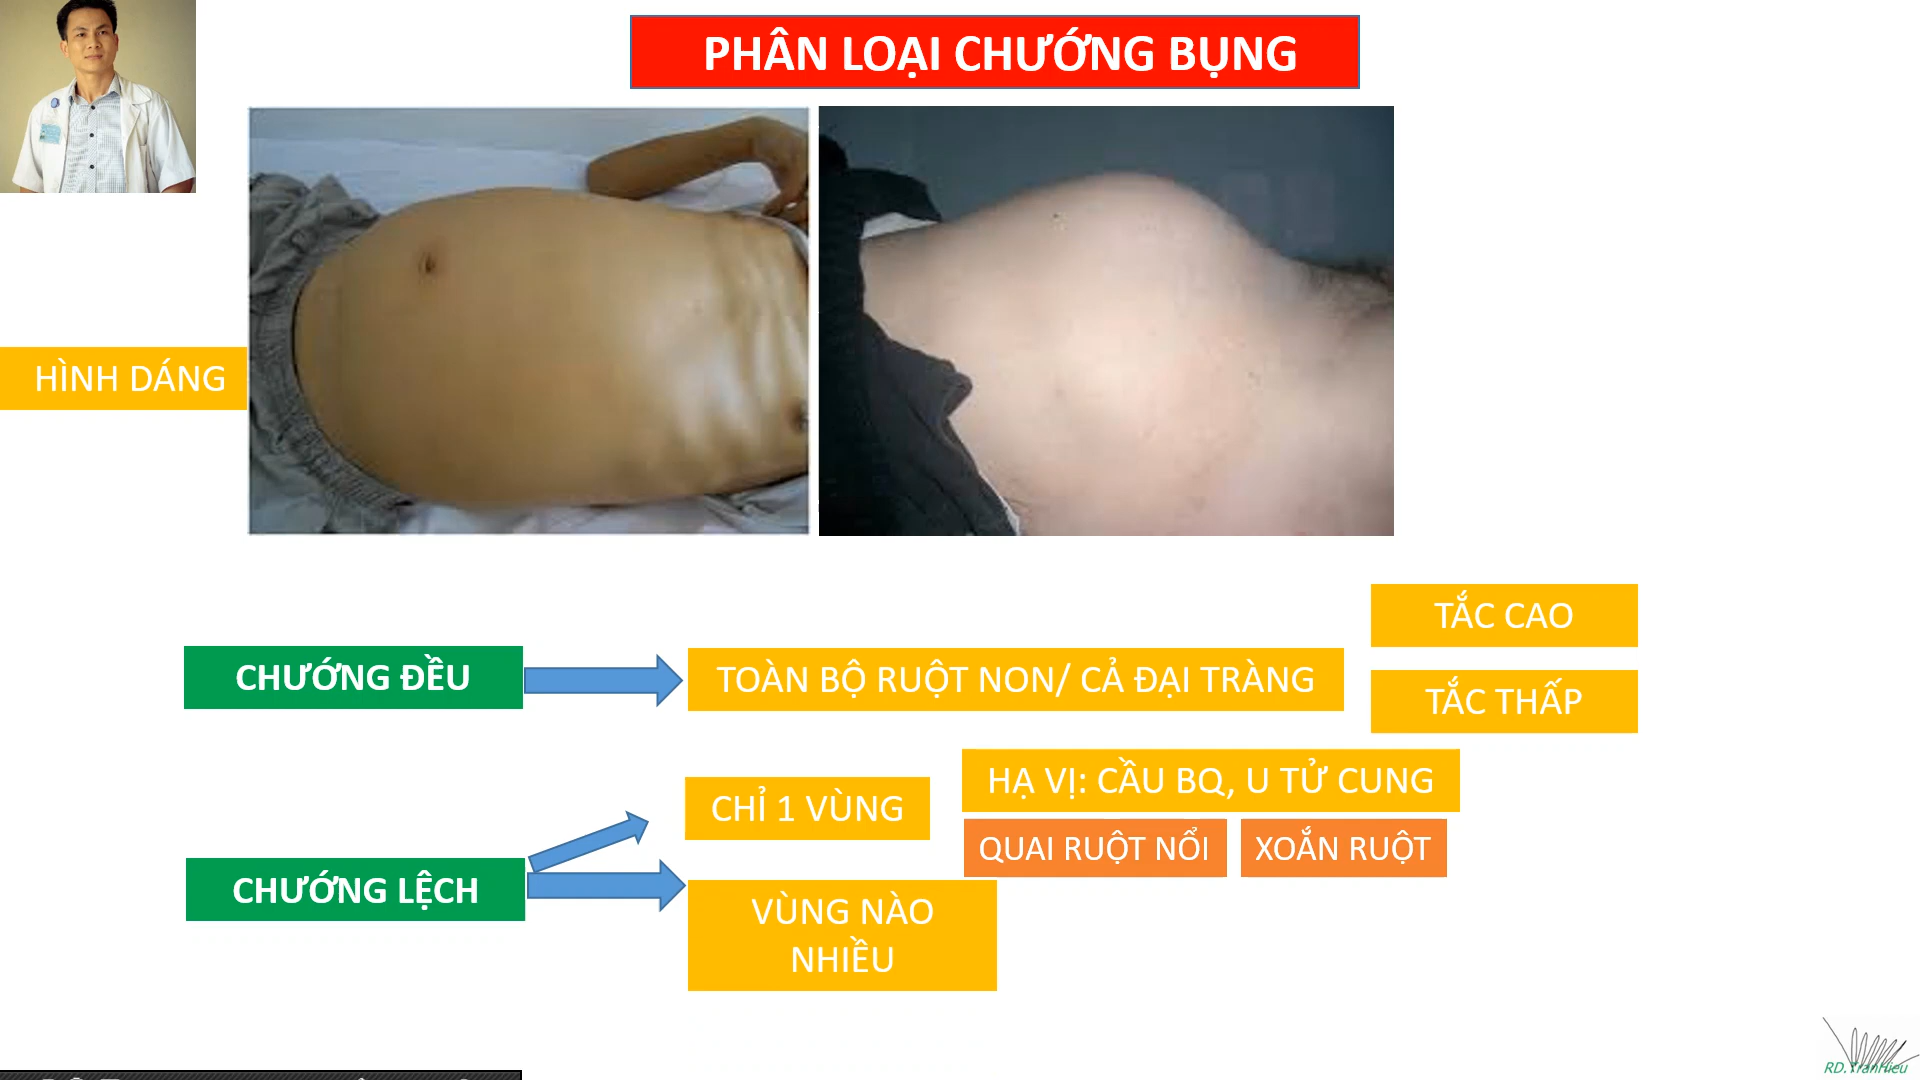 PHÂN LOẠI CHƯỚNG BỤNG
HÌNH DÁNG
TẮC CAO
CHƯỚNG ĐỀU
TOÀN BỘ RUỘT NON/ CẢ ĐẠI TRÀNG
TẮC THẤP
CHỈ 1 VÙNG
HẠ VỊ: CẦU BQ, U TỬ CUNG
QUAI RUỘT NỔI
XOẮN RUỘT
CHƯỚNG LỆCH
VÙNG NÀO
NHIỀU
RD.TranHieu